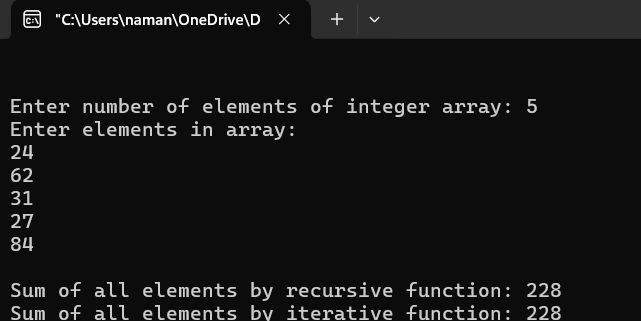 "C:\Users\naman\OneDrive\D
Enter number of elements of integer array: 5
Enter elements in array:
24
62
31
27
84
Sum of all elements by recursive function: 228
Sum of all elements by iterative function: 228